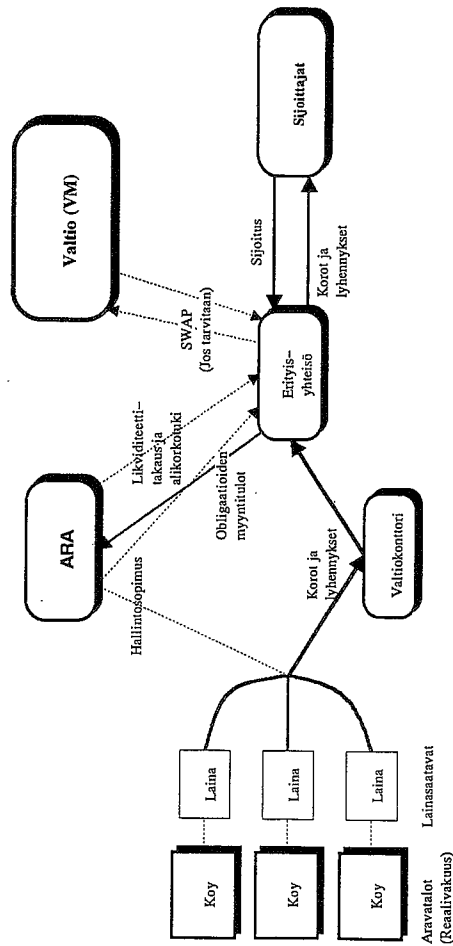 Valtio (VM)
ARA
Sijoittajat
SWAP
(Jos tarvitaan)
Likviditeetti–
takaus ja
alikorkotuki
Hallintosopimus
Obligaatioiden
myyntitulot
Sijoitus
Korot ja
lyhennykset
Erityis–
yhteisö
Korot ja
lyhennykset
Valtiokonttori
Laina
Laina
Laina
Koy
Koy
Koy
Lainasaatavat
Aravatalot
(Reaalivakuus)